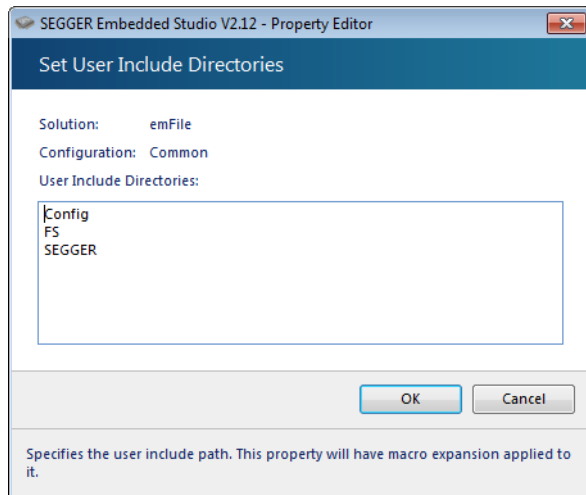 SEGGER Embedded Studio V2.12 - Property Editor
Set User Include Directories
Solution: emFile
Configuration: Common
User Include Directories:
Config
FS
SEGGER
OK Cancel
Specifies the user include path. This property will have macro expansion applied to
it.